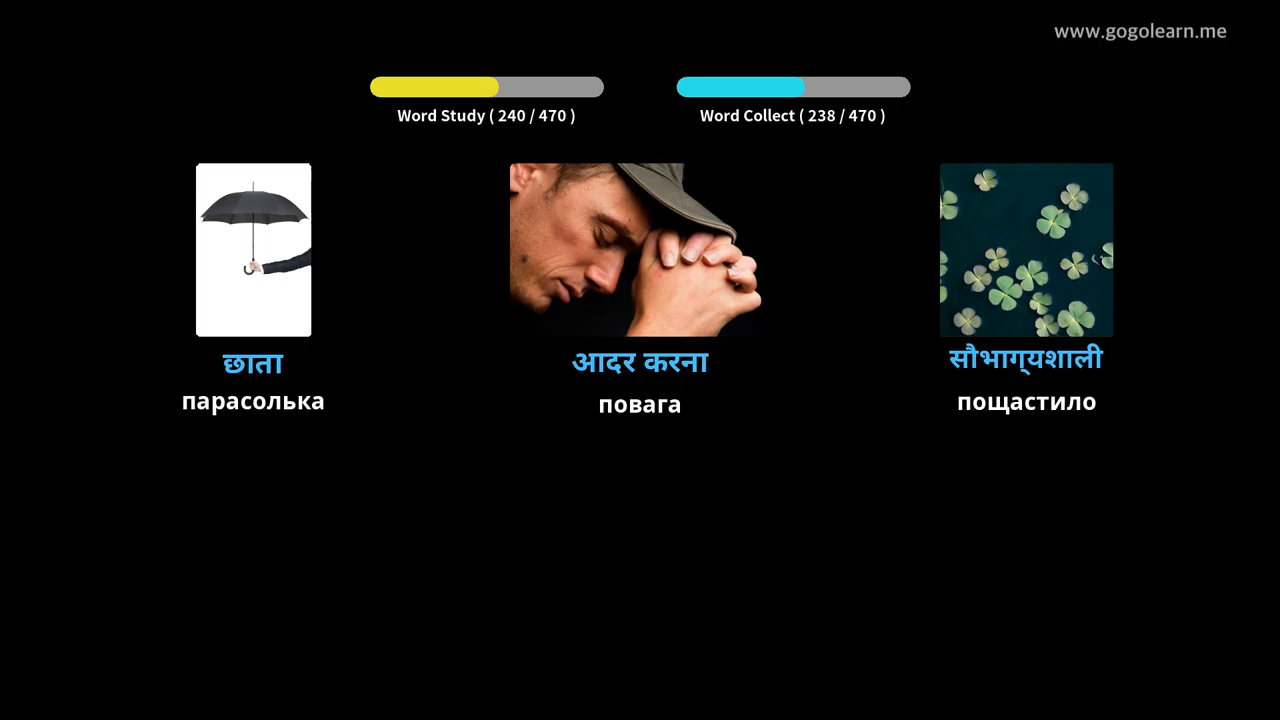 www.gogolearn.me
Word Study ( 240 / 470 )
Word Collect ( 238 / 470 )
छाता
आदर करना
सौभाग्यशाली
парасолька
повага
пощастило